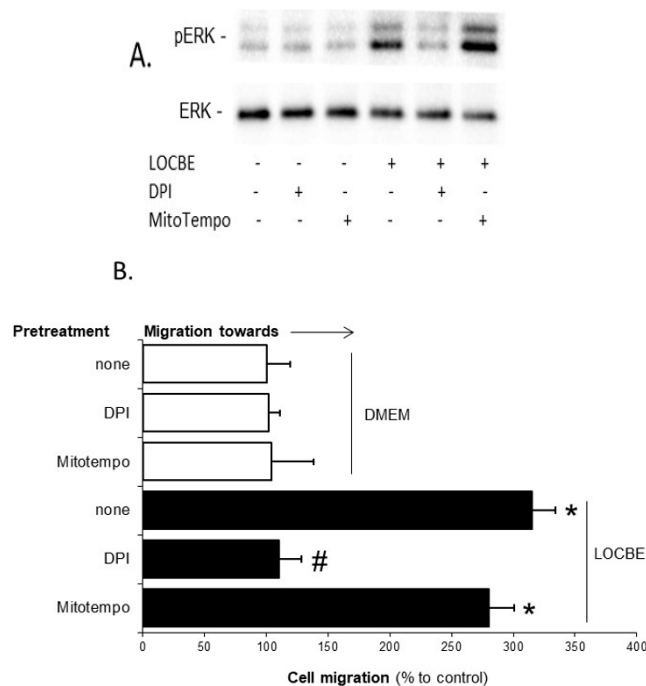 A.
pERK -
ERK -
LOCBE - - - + + +
DPI - + - - + -
MitoTempo - - + - - +
B.
Pretreatment Migration towards
none
DPI
DMEM
Mitotempo
none *
DPI #
LOCBE
Mitotempo *
0 50 100 150 200 250 300 350 400
Cell migration (% to control)